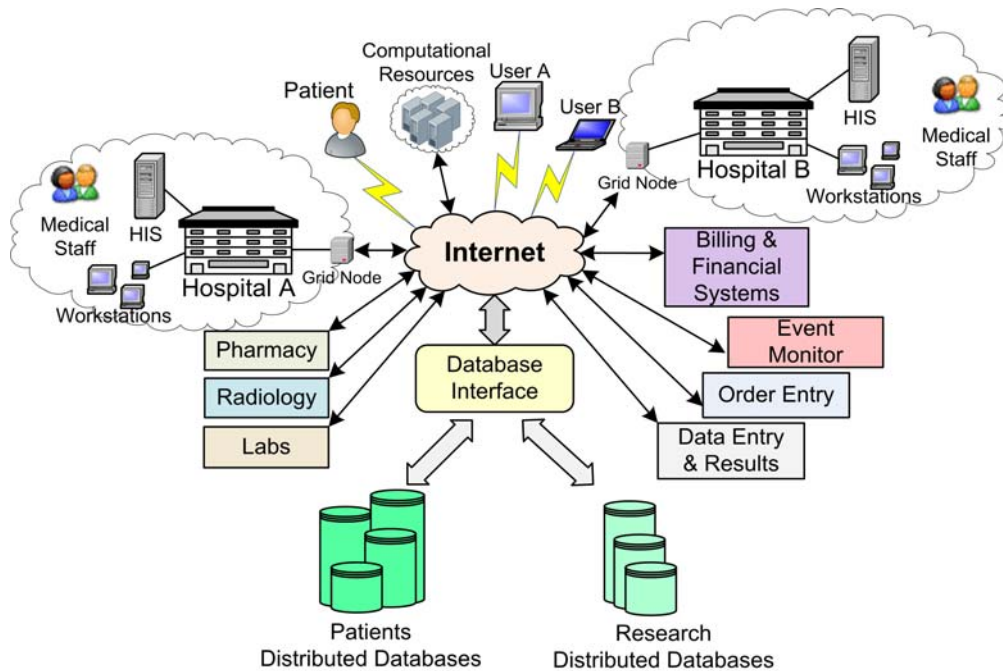 Computational
Resources
User A
Patient
User B
HIS
Medical
Staff
Hospital B
Grid Node
Workstations
Medical
Staff
HIS
Internet
Billing &
Financial
Systems
Grid Node
Hospital A
Workstations
Pharmacy
Event
Monitor
Database
Interface
Radiology
Order Entry
Labs
Data Entry
& Results
Patients
Distributed Databases
Research
Distributed Databases